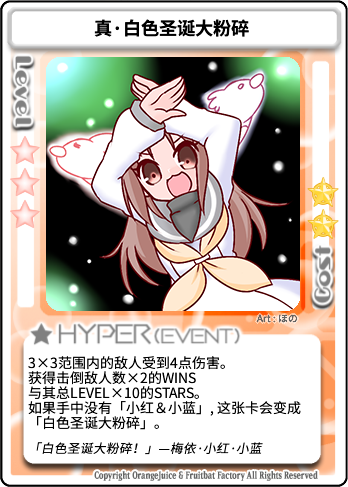 真·白色圣诞大粉碎
Level
Cost
Art : ほの
HYPER(EVENT)
3×3范围内的敌人受到4点伤害。
获得击倒敌人数×2的WINS
与其总LEVEL×10的STARS。
如果手中没有「小红＆小蓝」, 这张卡会变成
「白色圣诞大粉碎」。
「白色圣诞大粉碎！」—梅依·小红·小蓝
Copyright OrangeJuice & Fruitbat Factory All Rights Reserved